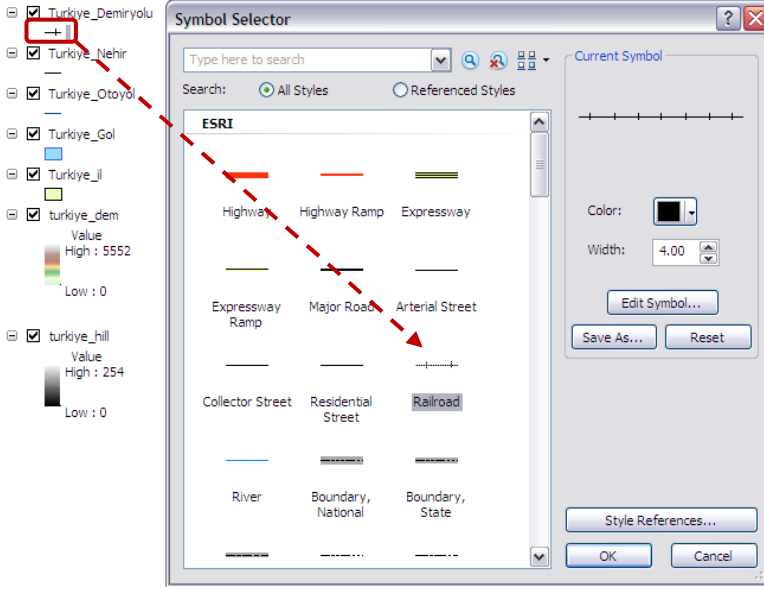 Turkiye_Demiryolu
Turkiye_Nehir
Turkiye_Otoyol
Turkiye_Gol
Turkiye_il
turkiye_dem
Value
High : 5552
Low : 0
turkiye_hill
Value
High : 254
Low : 0
Symbol Selector
Type here to search
Search:
All Styles
Referenced Styles
ESRI
Highway
Highway Ramp
Expressway
Expressway
Ramp
Major Road
Arterial Street
Collector Street
Residential
Street
Railroad
River
Boundary,
National
Boundary,
State
Current Symbol
Color:
Width:
4.00
Edit Symbol...
Save As...
Reset
Style References...
OK
Cancel